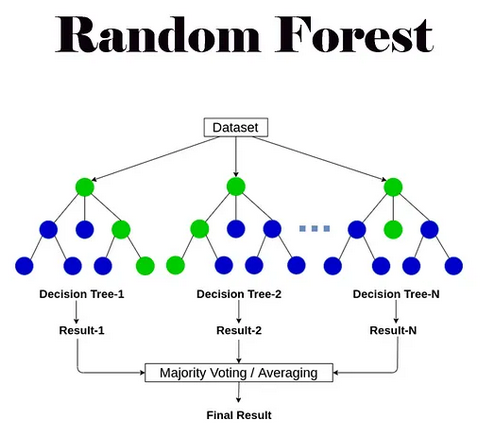 Random Forest
Dataset
Decision Tree-1
Decision Tree-2
Decision Tree-N
Result-1
Result-2
Result-N
Majority Voting / Averaging
Final Result